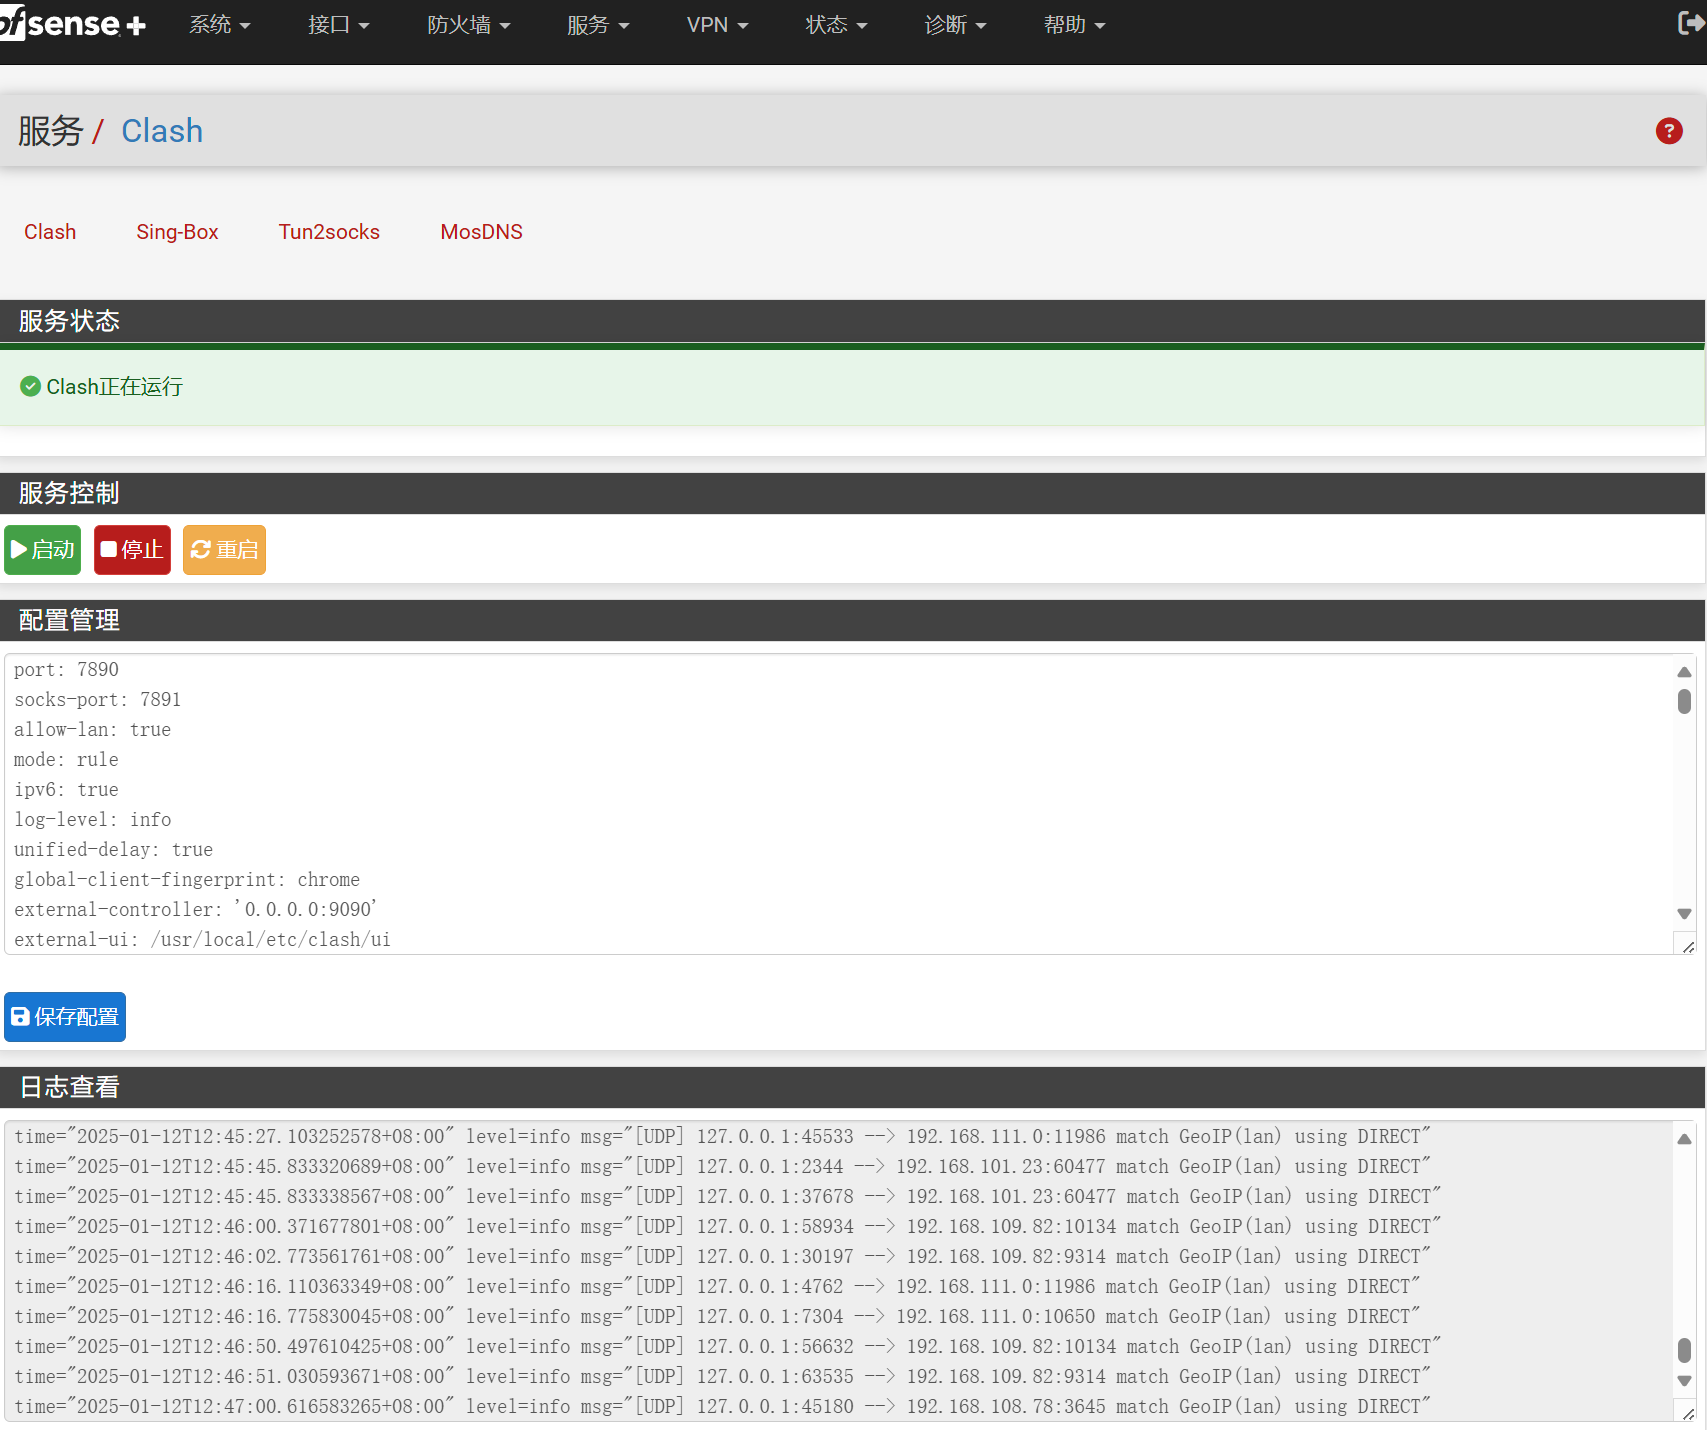 pfsense +
系统 接口 防火墙 服务 VPN 状态 诊断 帮助
服务 / Clash
?
Clash Sing-Box Tun2socks MosDNS
服务状态
Clash正在运行
服务控制
启动 停止 重启
配置管理
port: 7890
socks-port: 7891
allow-lan: true
mode: rule
ipv6: true
log-level: info
unified-delay: true
global-client-fingerprint: chrome
external-controller: '0.0.0.0:9090'
external-ui: /usr/local/etc/clash/ui
保存配置
日志查看
time="2025-01-12T12:45:27.103252578+08:00" level=info msg="[UDP] 127.0.0.1:45533 --> 192.168.111.0:11986 match GeoIP(lan) using DIRECT"
time="2025-01-12T12:45:45.833320689+08:00" level=info msg="[UDP] 127.0.0.1:2344 --> 192.168.101.23:60477 match GeoIP(lan) using DIRECT"
time="2025-01-12T12:45:45.833338567+08:00" level=info msg="[UDP] 127.0.0.1:37678 --> 192.168.101.23:60477 match GeoIP(lan) using DIRECT"
time="2025-01-12T12:46:00.371677801+08:00" level=info msg="[UDP] 127.0.0.1:58934 --> 192.168.109.82:10134 match GeoIP(lan) using DIRECT"
time="2025-01-12T12:46:02.773561761+08:00" level=info msg="[UDP] 127.0.0.1:30197 --> 192.168.109.82:9314 match GeoIP(lan) using DIRECT"
time="2025-01-12T12:46:16.110363349+08:00" level=info msg="[UDP] 127.0.0.1:4762 --> 192.168.111.0:11986 match GeoIP(lan) using DIRECT"
time="2025-01-12T12:46:16.775830045+08:00" level=info msg="[UDP] 127.0.0.1:7304 --> 192.168.111.0:10650 match GeoIP(lan) using DIRECT"
time="2025-01-12T12:46:50.497610425+08:00" level=info msg="[UDP] 127.0.0.1:56632 --> 192.168.109.82:10134 match GeoIP(lan) using DIRECT"
time="2025-01-12T12:46:51.030593671+08:00" level=info msg="[UDP] 127.0.0.1:63535 --> 192.168.109.82:9314 match GeoIP(lan) using DIRECT"
time="2025-01-12T12:47:00.616583265+08:00" level=info msg="[UDP] 127.0.0.1:45180 --> 192.168.108.78:3645 match GeoIP(lan) using DIRECT"